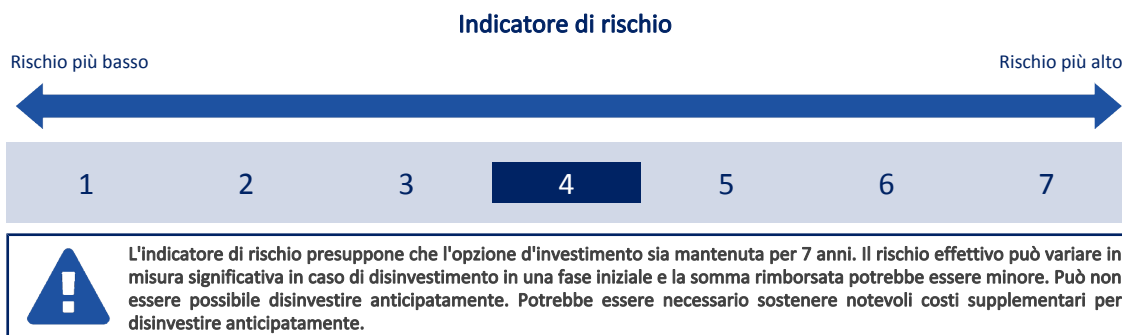 Indicatore di rischio
Rischio più basso
Rischio più alto
1 2 3 4 5 6 7
L'indicatore di rischio presuppone che l'opzione d'investimento sia mantenuta per 7 anni. Il rischio effettivo può variare in
misura significativa in caso di disinvestimento in una fase iniziale e la somma rimborsata potrebbe essere minore. Può non
essere possibile disinvestire anticipatamente. Potrebbe essere necessario sostenere notevoli costi supplementari per
disinvestire anticipatamente.